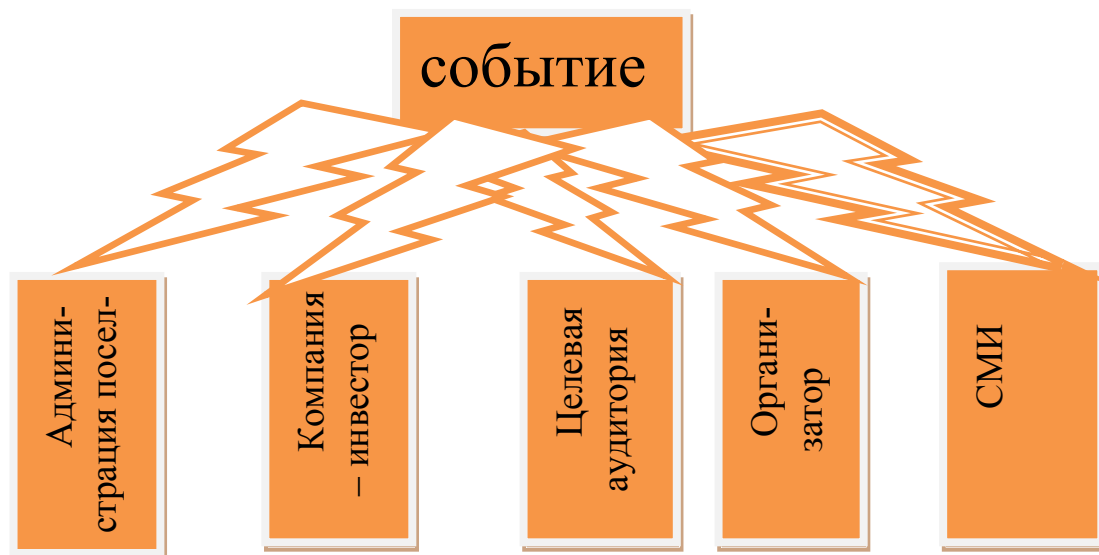 событие
Админи-
страция посел-
Компания
– инвестор
Целевая
аудитория
Органи-
затор
СМИ